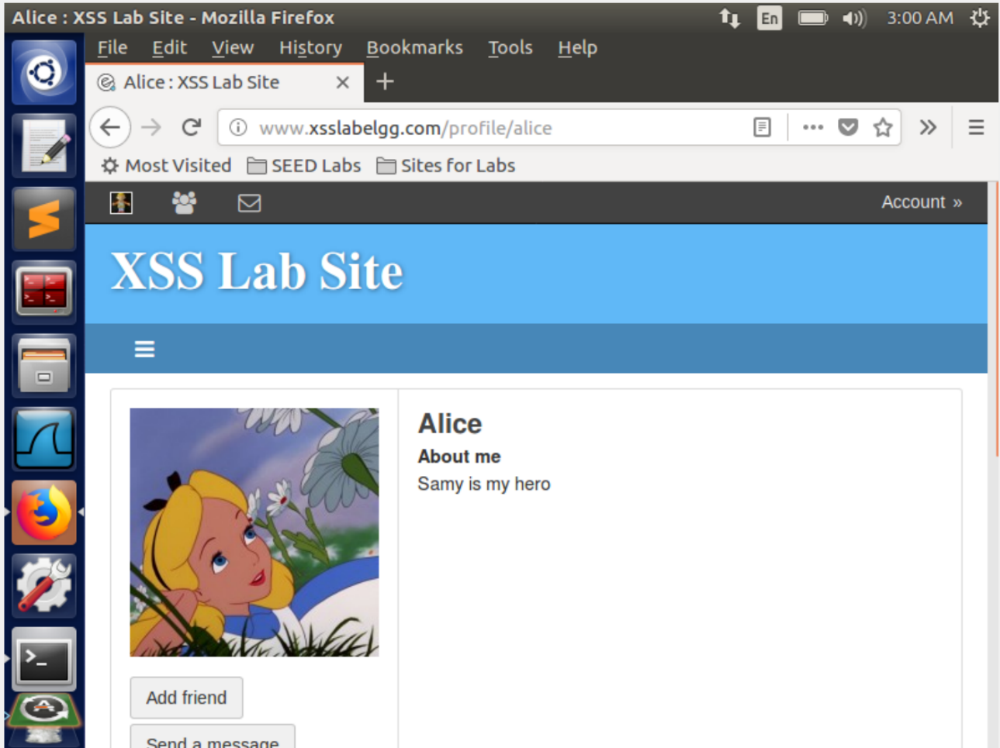 Alice : XSS Lab Site - Mozilla Firefox
En
3:00 AM
File Edit View History Bookmarks Tools Help
Alice : XSS Lab Site
www.xsslabelgg.com/profile/alice
Most Visited SEED Labs Sites for Labs
Account »
XSS Lab Site
Alice
About me
Samy is my hero
Add friend
Send a message